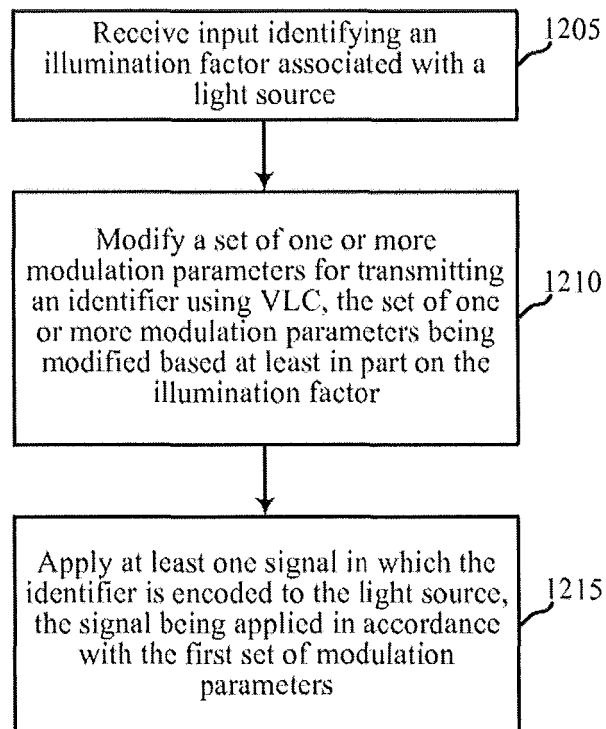 Receive input identifying an
illumination factor associated with a
light source
1205
Modify a set of one or more
modulation parameters for transmitting
an identifier using VLC, the set of one
or more modulation parameters being
modified based at least in part on the
illumination factor
1210
Apply at least one signal in which the
identifier is encoded to the light source,
the signal being applied in accordance
with the first set of modulation
parameters
1215